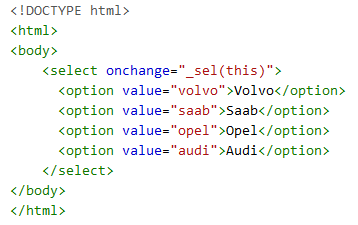 <!DOCTYPE html>
<html>
<body>
    <select onchange="_sel(this)">
      <option value="volvo">Volvo</option>
      <option value="saab">Saab</option>
      <option value="opel">Opel</option>
      <option value="audi">Audi</option>
    </select>
</body>
</html>